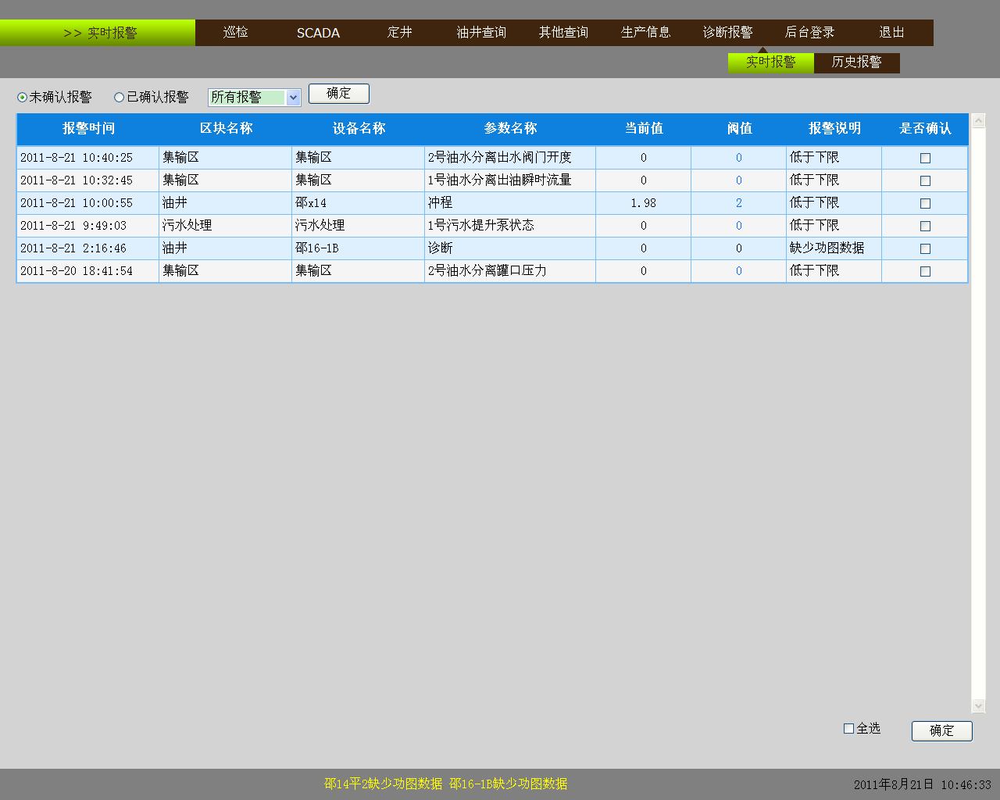 >> 实时报警 巡检 SCADA 定井 油井查询 其他查询 生产信息 诊断报警 后台登录 退出
实时报警 历史报警
未确认报警 已确认报警 所有报警 确定
报警时间 区块名称 设备名称 参数名称 当前值 阀值 报警说明 是否确认
2011-8-21 10:40:25 集输区 集输区 2号油水分离出水阀门开度 0 0 低于下限
2011-8-21 10:32:45 集输区 集输区 1号油水分离出油瞬时流量 0 0 低于下限
2011-8-21 10:00:55 油井 邵x14 冲程 1.98 2 低于下限
2011-8-21 9:49:03 污水处理 污水处理 1号污水提升泵状态 0 0 低于下限
2011-8-21 2:16:46 油井 邵16-1B 诊断 0 0 缺少功图数据
2011-8-20 18:41:54 集输区 集输区 2号油水分离罐口压力 0 0 低于下限
全选 确定
邵14平2缺少功图数据 邵16-1B缺少功图数据 2011年8月21日 10:46:33